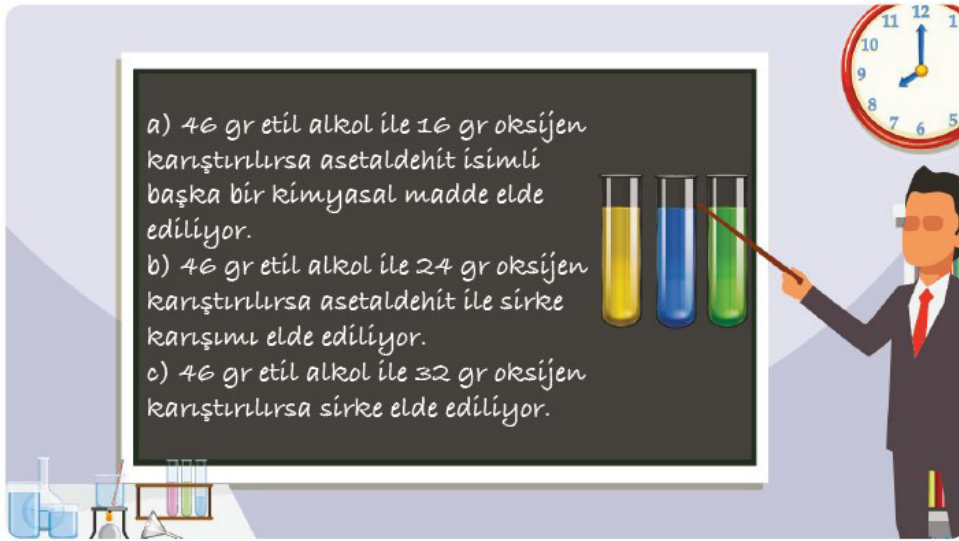 a) 46 gr etil alkol ile 16 gr oksijen
karıştırılırsa asetaldehit isimli
başka bir kimyasal madde elde
ediliyor.
b) 46 gr etil alkol ile 24 gr oksijen
karıştırılırsa asetaldehit ile sirke
karışımı elde ediliyor.
c) 46 gr etil alkol ile 32 gr oksijen
karıştırılırsa sirke elde ediliyor.
11 12 1
10
9
8
7 6 5